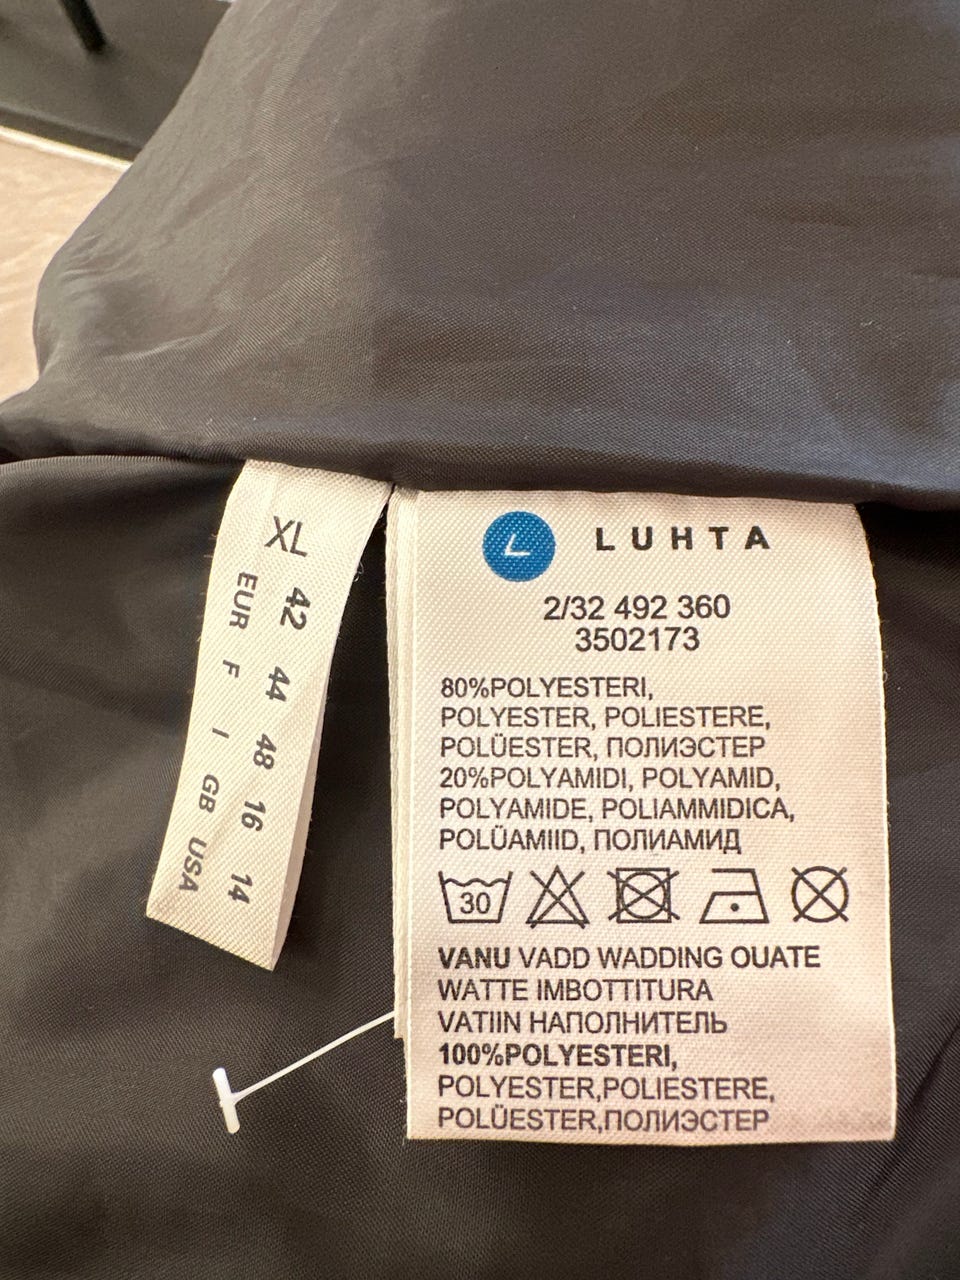 XL
EUR 42
F 44
I 48
GB 16
USA 14
L LUHTA
2/32 492 360
3502173
80%POLYESTERI,
POLYESTER, POLIESTERE,
POLÜESTER, ПОЛИЭСТЕР
20%POLYAMIDI, POLYAMID,
POLYAMIDE, POLIAMMIDICA,
POLÜAMIID, ПОЛИАМИД
30
VANU VADD WADDING OUATE
WATTE IMBOTTITURA
VATIIN НАПОЛНИТЕЛЬ
100%POLYESTERI,
POLYESTER,POLIESTERE,
POLÜESTER,ПОЛИЭСТЕР